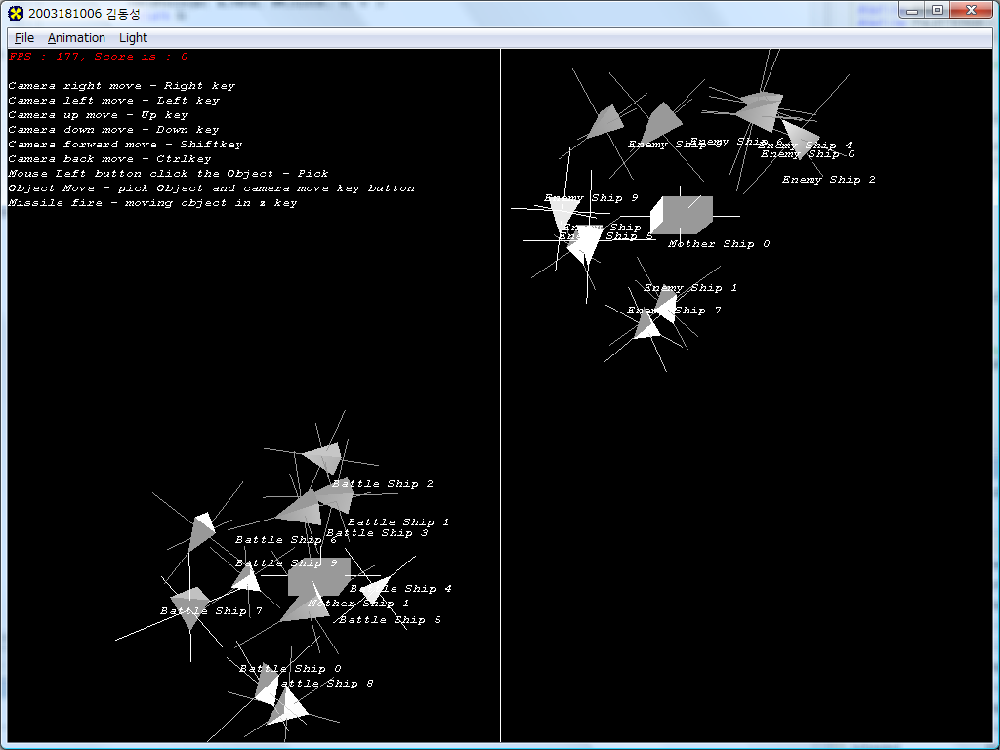 2003181006 김동성
File Animation Light
FPS : 177, Score is : 0
Camera right move - Right key
Camera left move - Left key
Camera up move - Up key
Camera down move - Down key
Camera forward move - Shiftkey
Camera back move - Ctrlkey
Mouse Left button click the Object - Pick
Object Move - pick Object and camera move key button
Missile fire - moving object in z key
Enemy Ship
Enemy Ship
Enemy Ship 4
Enemy Ship 0
Enemy Ship 2
Enemy Ship 9
Enemy Ship
Enemy Ship 5
Mother Ship 0
Enemy Ship 1
Enemy Ship 7
Battle Ship 2
Battle Ship 1
Battle Ship 3
Battle Ship 6
Battle Ship 9
Battle Ship 4
Mother Ship 1
Battle Ship 7
Battle Ship 5
Battle Ship 0
Battle Ship 8